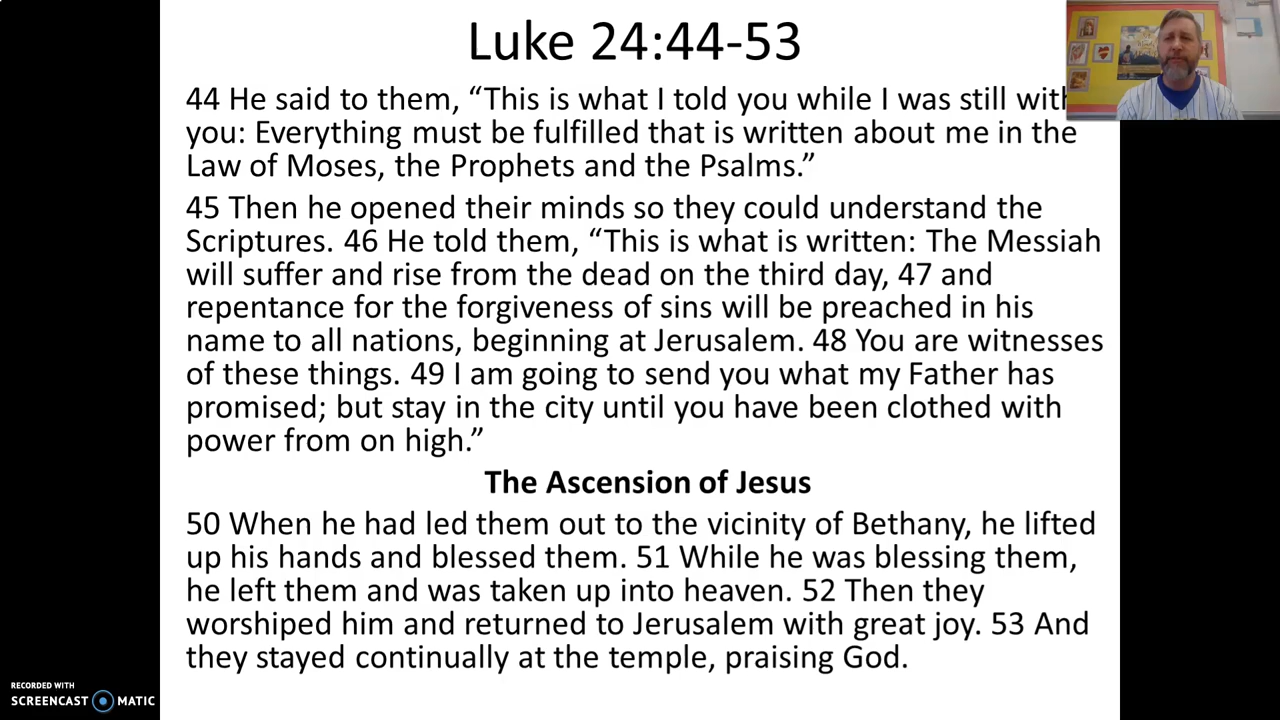 Luke 24:44-53
44 He said to them, “This is what I told you while I was still with
you: Everything must be fulfilled that is written about me in the
Law of Moses, the Prophets and the Psalms.”
45 Then he opened their minds so they could understand the
Scriptures. 46 He told them, “This is what is written: The Messiah
will suffer and rise from the dead on the third day, 47 and
repentance for the forgiveness of sins will be preached in his
name to all nations, beginning at Jerusalem. 48 You are witnesses
of these things. 49 I am going to send you what my Father has
promised; but stay in the city until you have been clothed with
power from on high.”
The Ascension of Jesus
50 When he had led them out to the vicinity of Bethany, he lifted
up his hands and blessed them. 51 While he was blessing them,
he left them and was taken up into heaven. 52 Then they
worshiped him and returned to Jerusalem with great joy. 53 And
they stayed continually at the temple, praising God.
RECORDED WITH
SCREENCAST MATIC